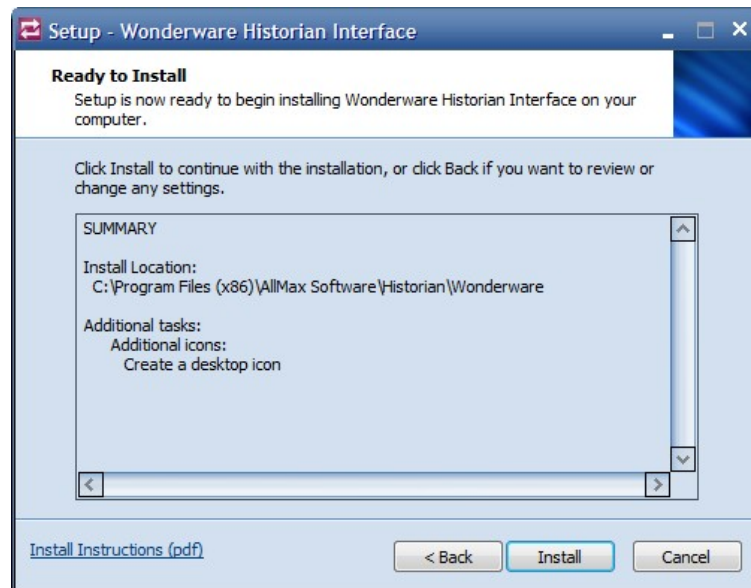 Setup - Wonderware Historian Interface
Ready to Install
Setup is now ready to begin installing Wonderware Historian Interface on your
computer.
Click Install to continue with the installation, or click Back if you want to review or
change any settings.
SUMMARY
Install Location:
C:\Program Files (x86)\AllMax Software\Historian\Wonderware
Additional tasks:
Additional icons:
Create a desktop icon
Install Instructions (pdf)
< Back
Install
Cancel